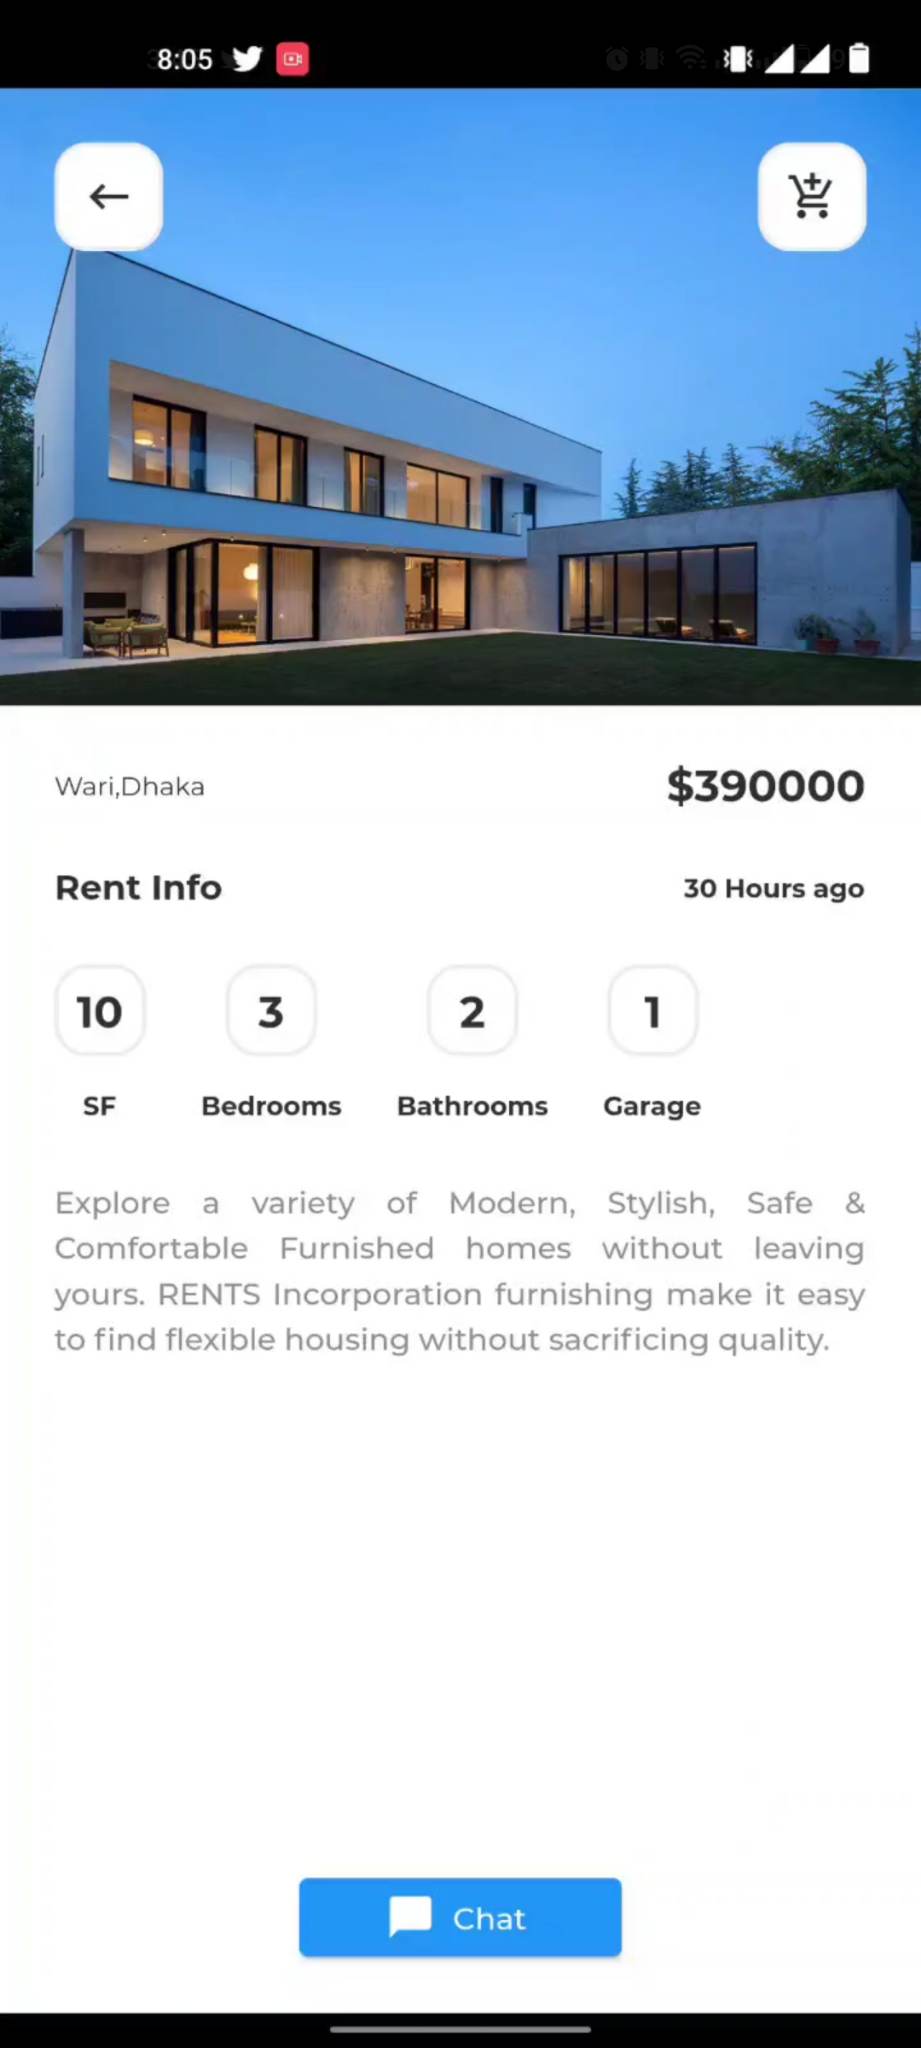 8:05
Wari,Dhaka
$390000
Rent Info
30 Hours ago
10
3
2
1
SF
Bedrooms
Bathrooms
Garage
Explore a variety of Modern, Stylish, Safe &
Comfortable Furnished homes without leaving
yours. RENTS Incorporation furnishing make it easy
to find flexible housing without sacrificing quality.
Chat